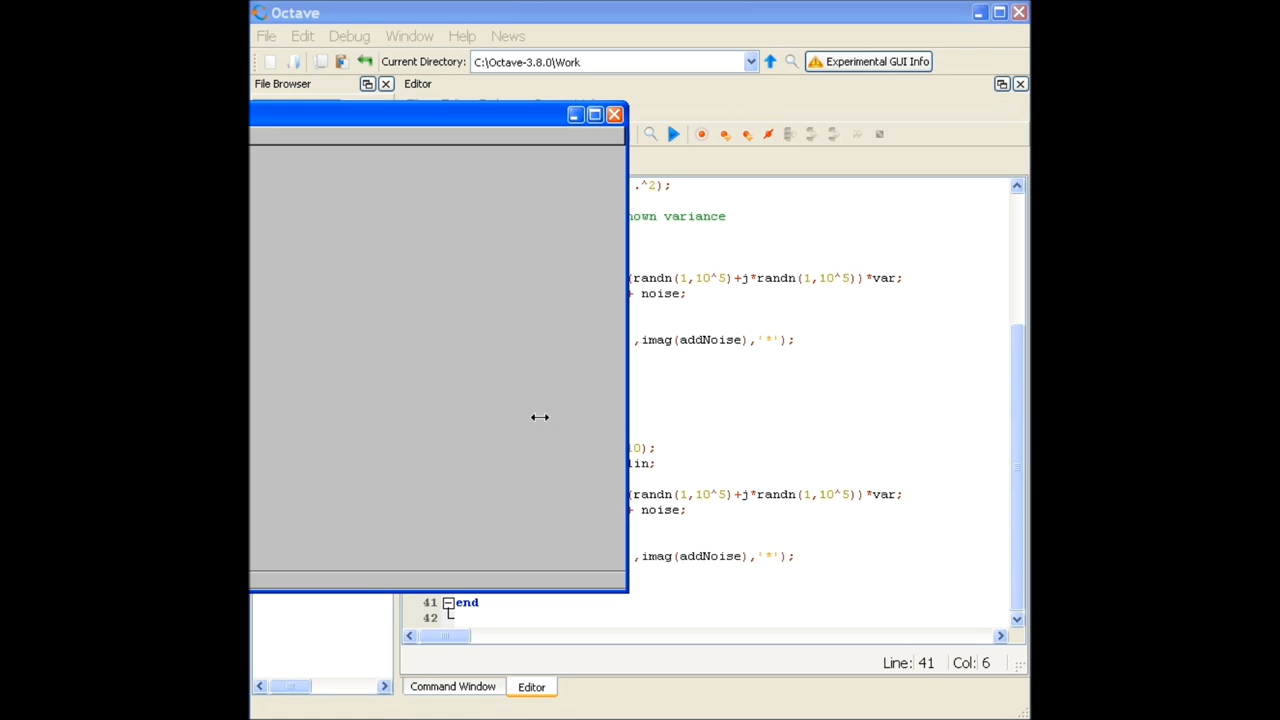 Octave
File Edit Debug Window Help News
Current Directory: C:\Octave-3.8.0\Work Experimental GUI Info
File Browser Editor
.^2);
nown variance
(randn(1,10^5)+j*randn(1,10^5))*var;
+ noise;
,imag(addNoise),'*');
10);
lin;
(randn(1,10^5)+j*randn(1,10^5))*var;
+ noise;
,imag(addNoise),'*');
41 end
42
Line: 41 Col: 6
Command Window Editor